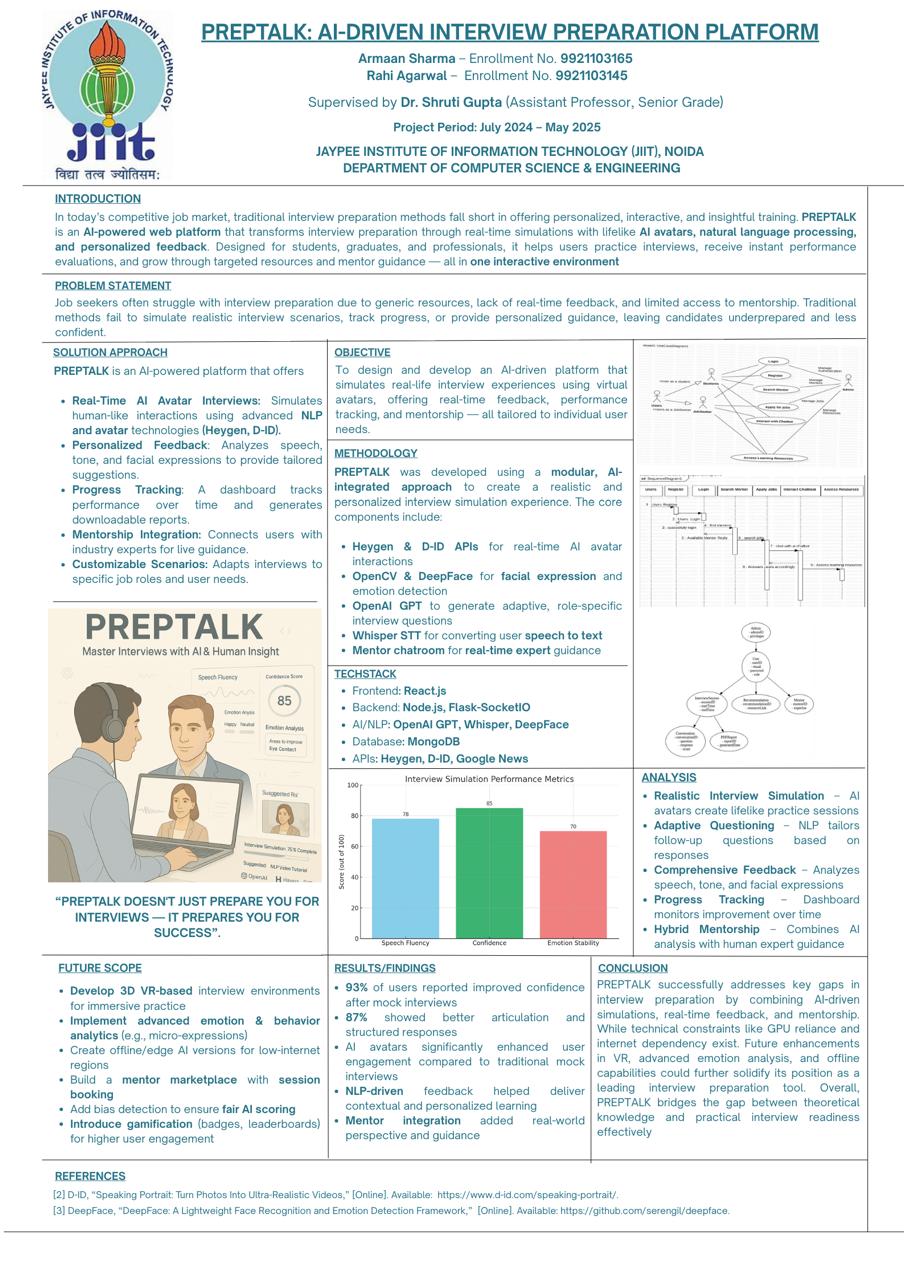 JAYPEE INSTITUTE OF INFORMATION TECHNOLOGY
jiit
विद्या तत्व ज्योतिसम:
PREPTALK: AI-DRIVEN INTERVIEW PREPARATION PLATFORM
Armaan Sharma – Enrollment No. 9921103165
Rahi Agarwal – Enrollment No. 9921103145
Supervised by Dr. Shruti Gupta (Assistant Professor, Senior Grade)
Project Period: July 2024 – May 2025
JAYPEE INSTITUTE OF INFORMATION TECHNOLOGY (JIIT), NOIDA
DEPARTMENT OF COMPUTER SCIENCE & ENGINEERING
INTRODUCTION
In today's competitive job market, traditional interview preparation methods fall short in offering personalized, interactive, and insightful training. PREPTALK
is an AI-powered web platform that transforms interview preparation through real-time simulations with lifelike AI avatars, natural language processing,
and personalized feedback. Designed for students, graduates, and professionals, it helps users practice interviews, receive instant performance
evaluations, and grow through targeted resources and mentor guidance — all in one interactive environment
PROBLEM STATEMENT
Job seekers often struggle with interview preparation due to generic resources, lack of real-time feedback, and limited access to mentorship. Traditional
methods fail to simulate realistic interview scenarios, track progress, or provide personalized guidance, leaving candidates underprepared and less
confident.
SOLUTION APPROACH
PREPTALK is an AI-powered platform that offers
• Real-Time AI Avatar Interviews: Simulates
human-like interactions using advanced NLP
and avatar technologies (Heygen, D-ID).
• Personalized Feedback: Analyzes speech,
tone, and facial expressions to provide tailored
suggestions.
• Progress Tracking: A dashboard tracks
performance over time and generates
downloadable reports.
• Mentorship Integration: Connects users with
industry experts for live guidance.
• Customizable Scenarios: Adapts interviews to
specific job roles and user needs.
PREPTALK
Master Interviews with AI & Human Insight
Speech Fluency
Confidence Score
85
Emotion Anlysis
Happy Neutral
Emotion Analysis
Areas to improve
Eye Contact
Interview Simulation, 75% Complete
Suggested NLP Video Tutorial
OpenAI
"PREPTALK DOESN'T JUST PREPARE YOU FOR
INTERVIEWS — IT PREPARES YOU FOR
SUCCESS".
OBJECTIVE
To design and develop an AI-driven platform that
simulates real-life interview experiences using virtual
avatars, offering real-time feedback, performance
tracking, and mentorship — all tailored to individual user
needs.
METHODOLOGY
PREPTALK was developed using a modular, AI-
integrated approach to create a realistic and
personalized interview simulation experience. The core
components include:
• Heygen & D-ID APIs for real-time AI avatar
interactions
• OpenCV & DeepFace for facial expression and
emotion detection
• OpenAI GPT to generate adaptive, role-specific
interview questions
• Whisper STT for converting user speech to text
• Mentor chatroom for real-time expert guidance
TECHSTACK
• Frontend: React.js
• Backend: Node.js, Flask-SocketIO
• AI/NLP: OpenAI GPT, Whisper, DeepFace
• Database: MongoDB
• APIs: Heygen, D-ID, Google News
Interview Simulation Performance Metrics
Score (out of 100)
100
80
60
40
20
0
78
85
70
Speech Fluency
Confidence
Emotion Stability
Login
Register
Search Mentor
Apply for Jobs
Interact with Chatbot
Access Learning Resources
Users
Register
Login
Search Mentor
Apply Jobs
Interact Chatbot
Access Resources
ANALYSIS
• Realistic Interview Simulation – AI
avatars create lifelike practice sessions
• Adaptive Questioning – NLP tailors
follow-up questions based on
responses
• Comprehensive Feedback – Analyzes
speech, tone, and facial expressions
• Progress Tracking – Dashboard
monitors improvement over time
• Hybrid Mentorship – Combines AI
analysis with human expert guidance
FUTURE SCOPE
• Develop 3D VR-based interview environments
for immersive practice
• Implement advanced emotion & behavior
analytics (e.g., micro-expressions)
• Create offline/edge AI versions for low-internet
regions
• Build a mentor marketplace with session
booking
• Add bias detection to ensure fair AI scoring
• Introduce gamification (badges, leaderboards)
for higher user engagement
RESULTS/FINDINGS
• 93% of users reported improved confidence
after mock interviews
• 87% showed better articulation and
structured responses
• AI avatars significantly enhanced user
engagement compared to traditional mock
interviews
• NLP-driven feedback helped deliver
contextual and personalized learning
• Mentor integration added real-world
perspective and guidance
CONCLUSION
PREPTALK successfully addresses key gaps in
interview preparation by combining AI-driven
simulations, real-time feedback, and mentorship.
While technical constraints like GPU reliance and
internet dependency exist. Future enhancements
in VR, advanced emotion analysis, and offline
capabilities could further solidify its position as a
leading interview preparation tool. Overall,
PREPTALK bridges the gap between theoretical
knowledge and practical interview readiness
effectively
REFERENCES
[2] D-ID, "Speaking Portrait: Turn Photos Into Ultra-Realistic Videos," [Online]. Available: https://www.d-id.com/speaking-portrait/.
[3] DeepFace, "DeepFace: A Lightweight Face Recognition and Emotion Detection Framework," [Online]. Available: https://github.com/serengil/deepface.